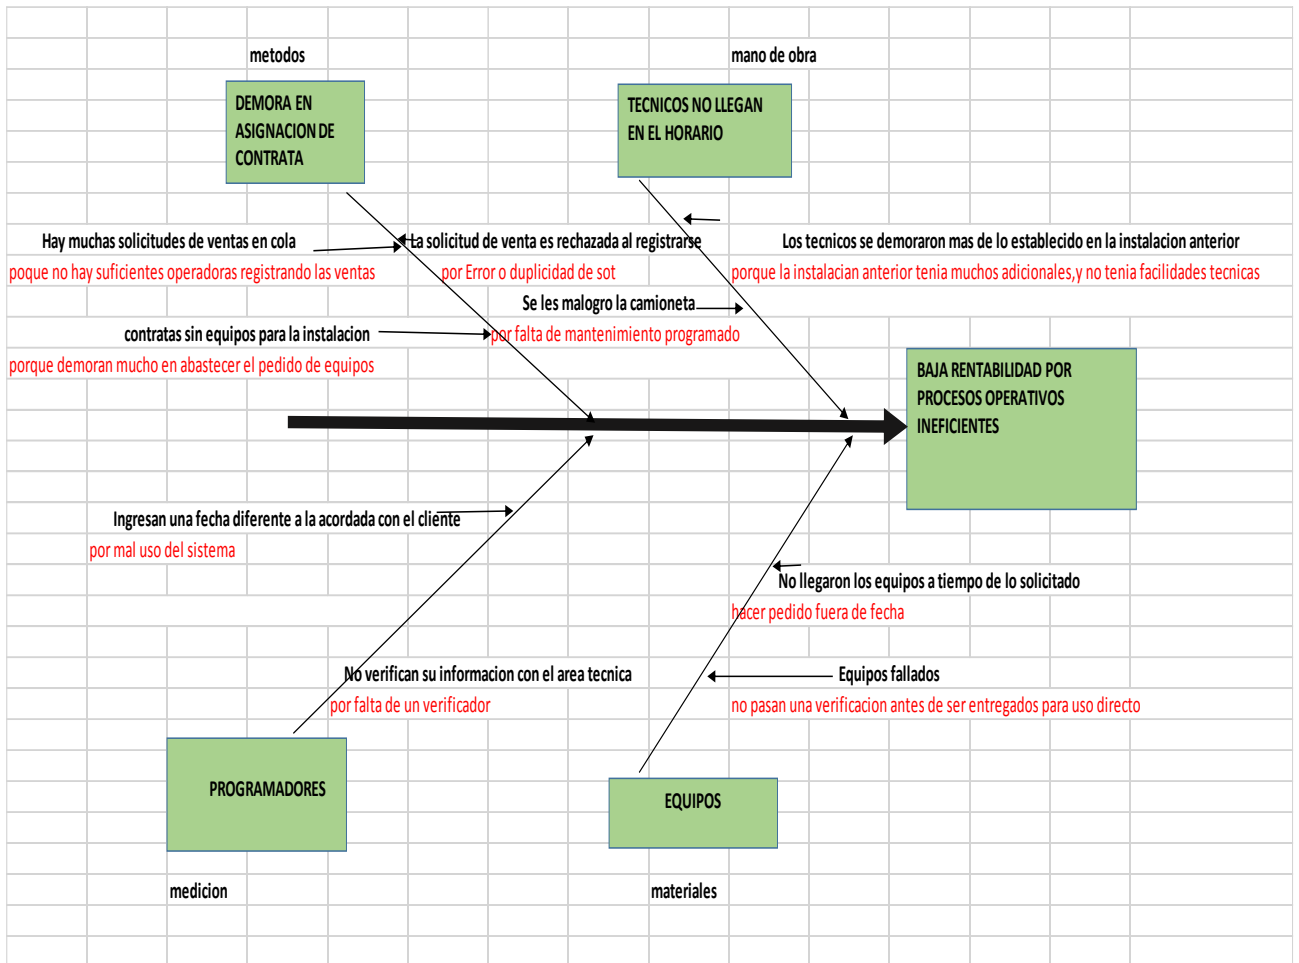 metodos
mano de obra
DEMORA EN
ASIGNACION DE
CONTRATA
TECNICOS NO LLEGAN
EN EL HORARIO
Hay muchas solicitudes de ventas en cola
La solicitud de venta es rechazada al registrarse
Los tecnicos se demoraron mas de lo establecido en la instalacion anterior
poque no hay suficientes operadoras registrando las ventas
por Error o duplicidad de sot
porque la instalacian anterior tenia muchos adicionales,y no tenia facilidades tecnicas
Se les malogro la camioneta
contratas sin equipos para la instalacion
por falta de mantenimiento programado
porque demoran mucho en abastecer el pedido de equipos
BAJA RENTABILIDAD POR
PROCESOS OPERATIVOS
INEFICIENTES
Ingresan una fecha diferente a la acordada con el cliente
por mal uso del sistema
No llegaron los equipos a tiempo de lo solicitado
hacer pedido fuera de fecha
No verifican su informacion con el area tecnica
Equipos fallados
por falta de un verificador
no pasan una verificacion antes de ser entregados para uso directo
PROGRAMADORES
EQUIPOS
medicion
materiales